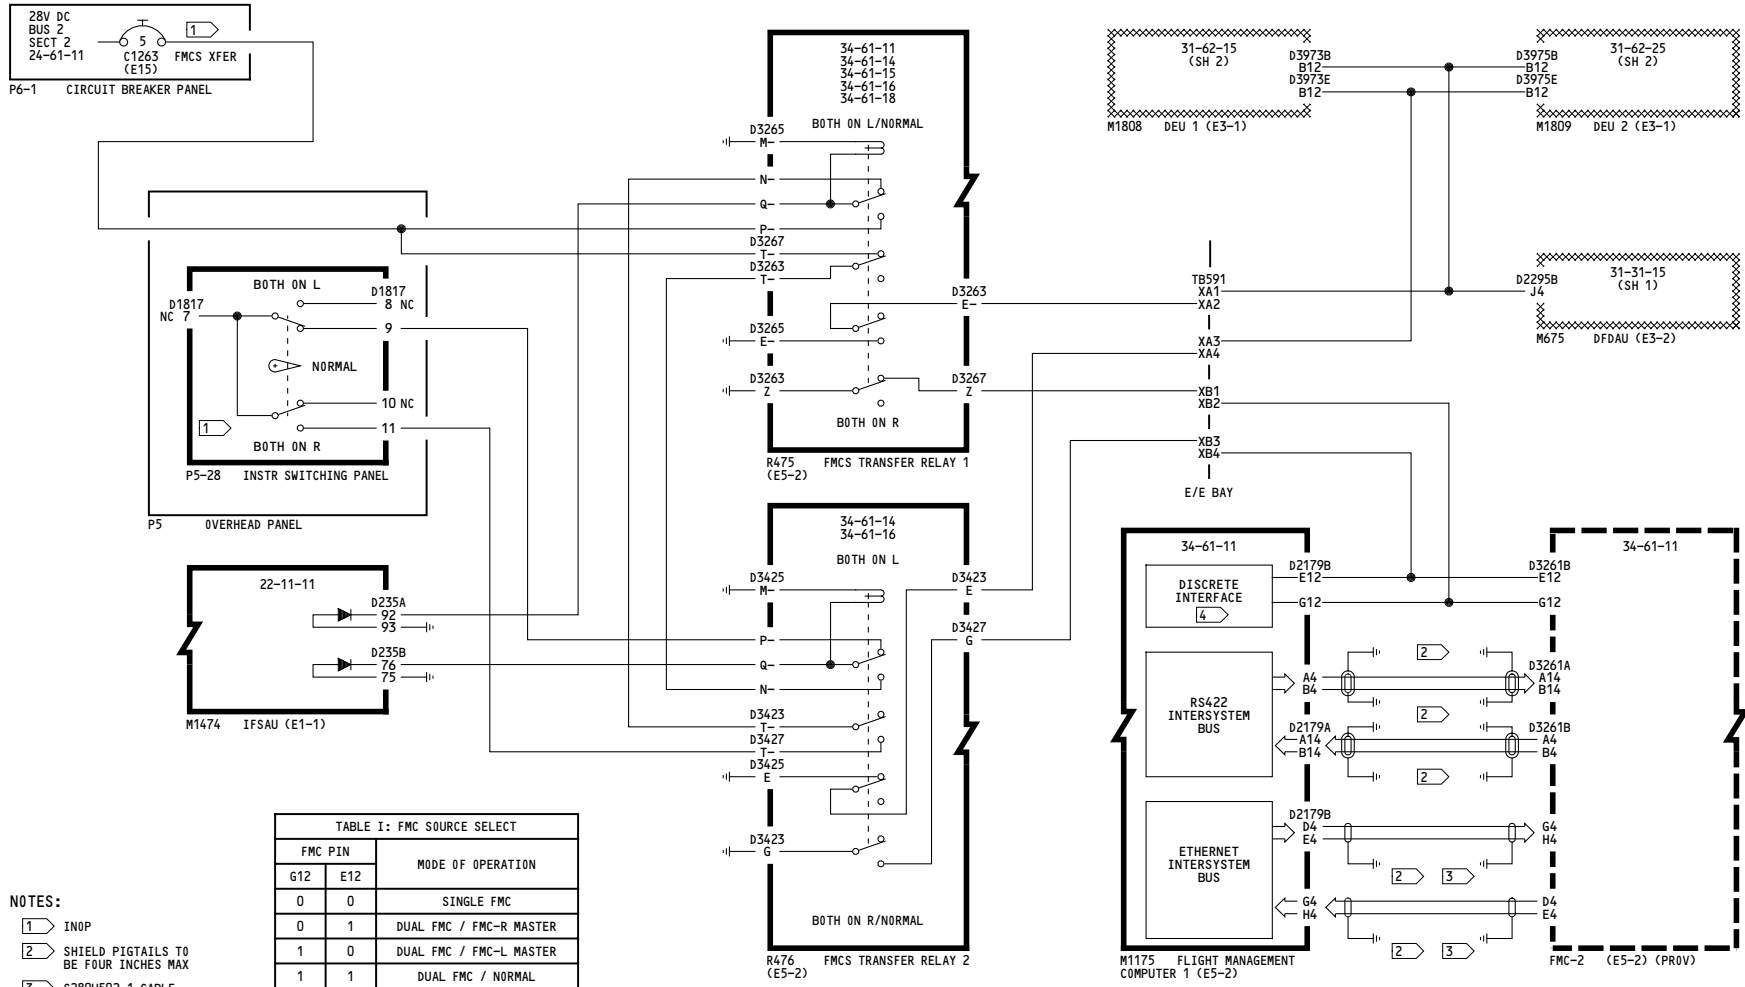 28V DC
BUS 2
SECT 2
24-61-11
5
C1263
(E15)
1
FMCS XFER
P6-1 CIRCUIT BREAKER PANEL
BOTH ON L
D1817
NC 7
D1817
8 NC
9
NORMAL
10 NC
11
1
BOTH ON R
P5-28 INSTR SWITCHING PANEL
P5 OVERHEAD PANEL
22-11-11
D235A
92
93
D235B
76
75
M1474 IFSAU (E1-1)
34-61-11
34-61-14
34-61-15
34-61-16
34-61-18
BOTH ON L/NORMAL
D3265
M-
N-
Q-
P-
D3267
T-
D3263
T-
D3263
E-
D3265
E-
D3263
Z
D3267
Z
BOTH ON R
R475 FMCS TRANSFER RELAY 1
(E5-2)
34-61-14
34-61-16
BOTH ON L
D3425
M-
D3423
E
D3427
G
P-
Q-
N-
D3423
T-
D3427
T-
D3425
E
D3423
G
BOTH ON R/NORMAL
R476 FMCS TRANSFER RELAY 2
(E5-2)
31-62-15
(SH 2)
D3973B
B12
D3973E
B12
M1808 DEU 1 (E3-1)
31-62-25
(SH 2)
D3975B
B12
D3975E
B12
M1809 DEU 2 (E3-1)
31-31-15
(SH 1)
D2295B
J4
M675 DFDAU (E3-2)
TB591
XA1
XA2
XA3
XA4
XB1
XB2
XB3
XB4
E/E BAY
34-61-11
DISCRETE
INTERFACE
4
D2179B
E12
G12
RS422
INTERSYSTEM
BUS
A4
B4
D2179A
A14
B14
ETHERNET
INTERSYSTEM
BUS
D2179B
D4
E4
G4
H4
M1175 FLIGHT MANAGEMENT
COMPUTER 1 (E5-2)
2
2
2
2 3
2 3
34-61-11
D3261B
E12
G12
D3261A
A14
B14
D3261B
A4
B4
G4
H4
D4
E4
FMC-2 (E5-2) (PROV)
TABLE I: FMC SOURCE SELECT
FMC PIN MODE OF OPERATION
G12 E12
0 0 SINGLE FMC
0 1 DUAL FMC / FMC-R MASTER
1 0 DUAL FMC / FMC-L MASTER
1 1 DUAL FMC / NORMAL
NOTES:
1 INOP
2 SHIELD PIGTAILS TO
BE FOUR INCHES MAX